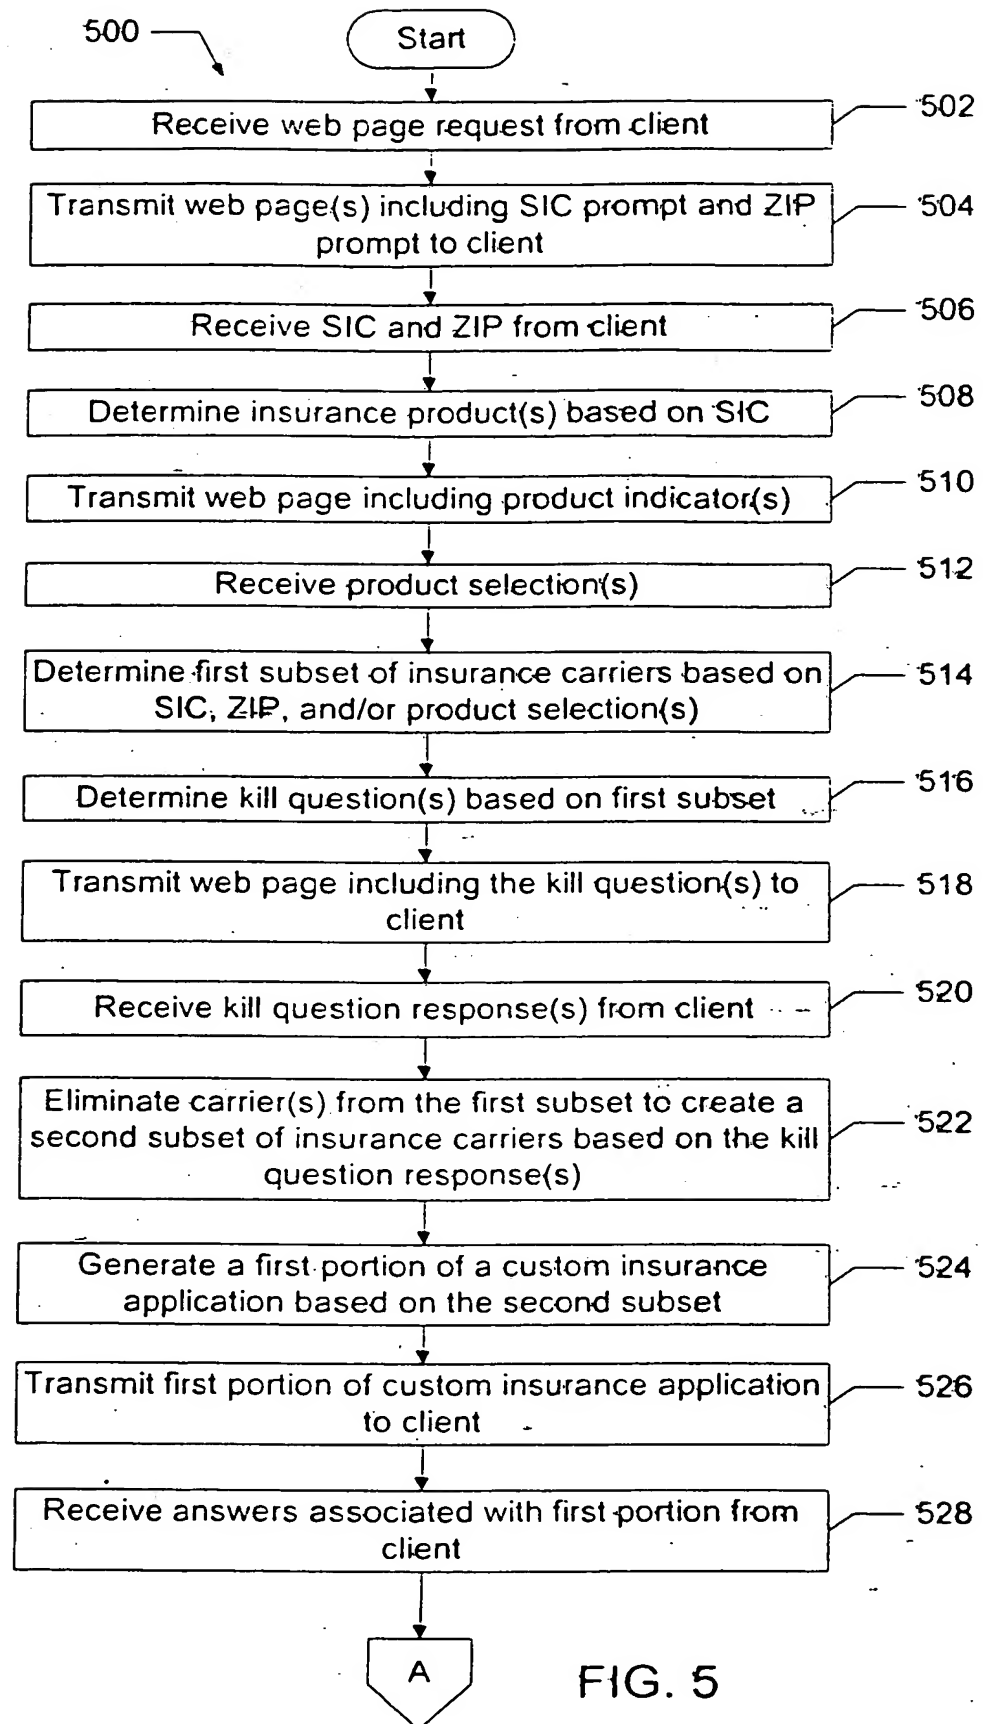 500
Start
Receive web page request from client
502
Transmit web page(s) including SIC prompt and ZIP
prompt to client
504
Receive SIC and ZIP from client
506
Determine insurance product(s) based on SIC
508
Transmit web page including product indicator(s)
510
Receive product selection(s)
512
Determine first subset of insurance carriers based on
SIC, ZIP, and/or product selection(s)
514
Determine kill question(s) based on first subset
516
Transmit web page including the kill question(s) to
client
518
Receive kill question response(s) from client
520
Eliminate carrier(s) from the first subset to create a
second subset of insurance carriers based on the kill
question response(s)
522
Generate a first portion of a custom insurance
application based on the second subset
524
Transmit first portion of custom insurance application
to client
526
Receive answers associated with first portion from
client
528
A
FIG. 5